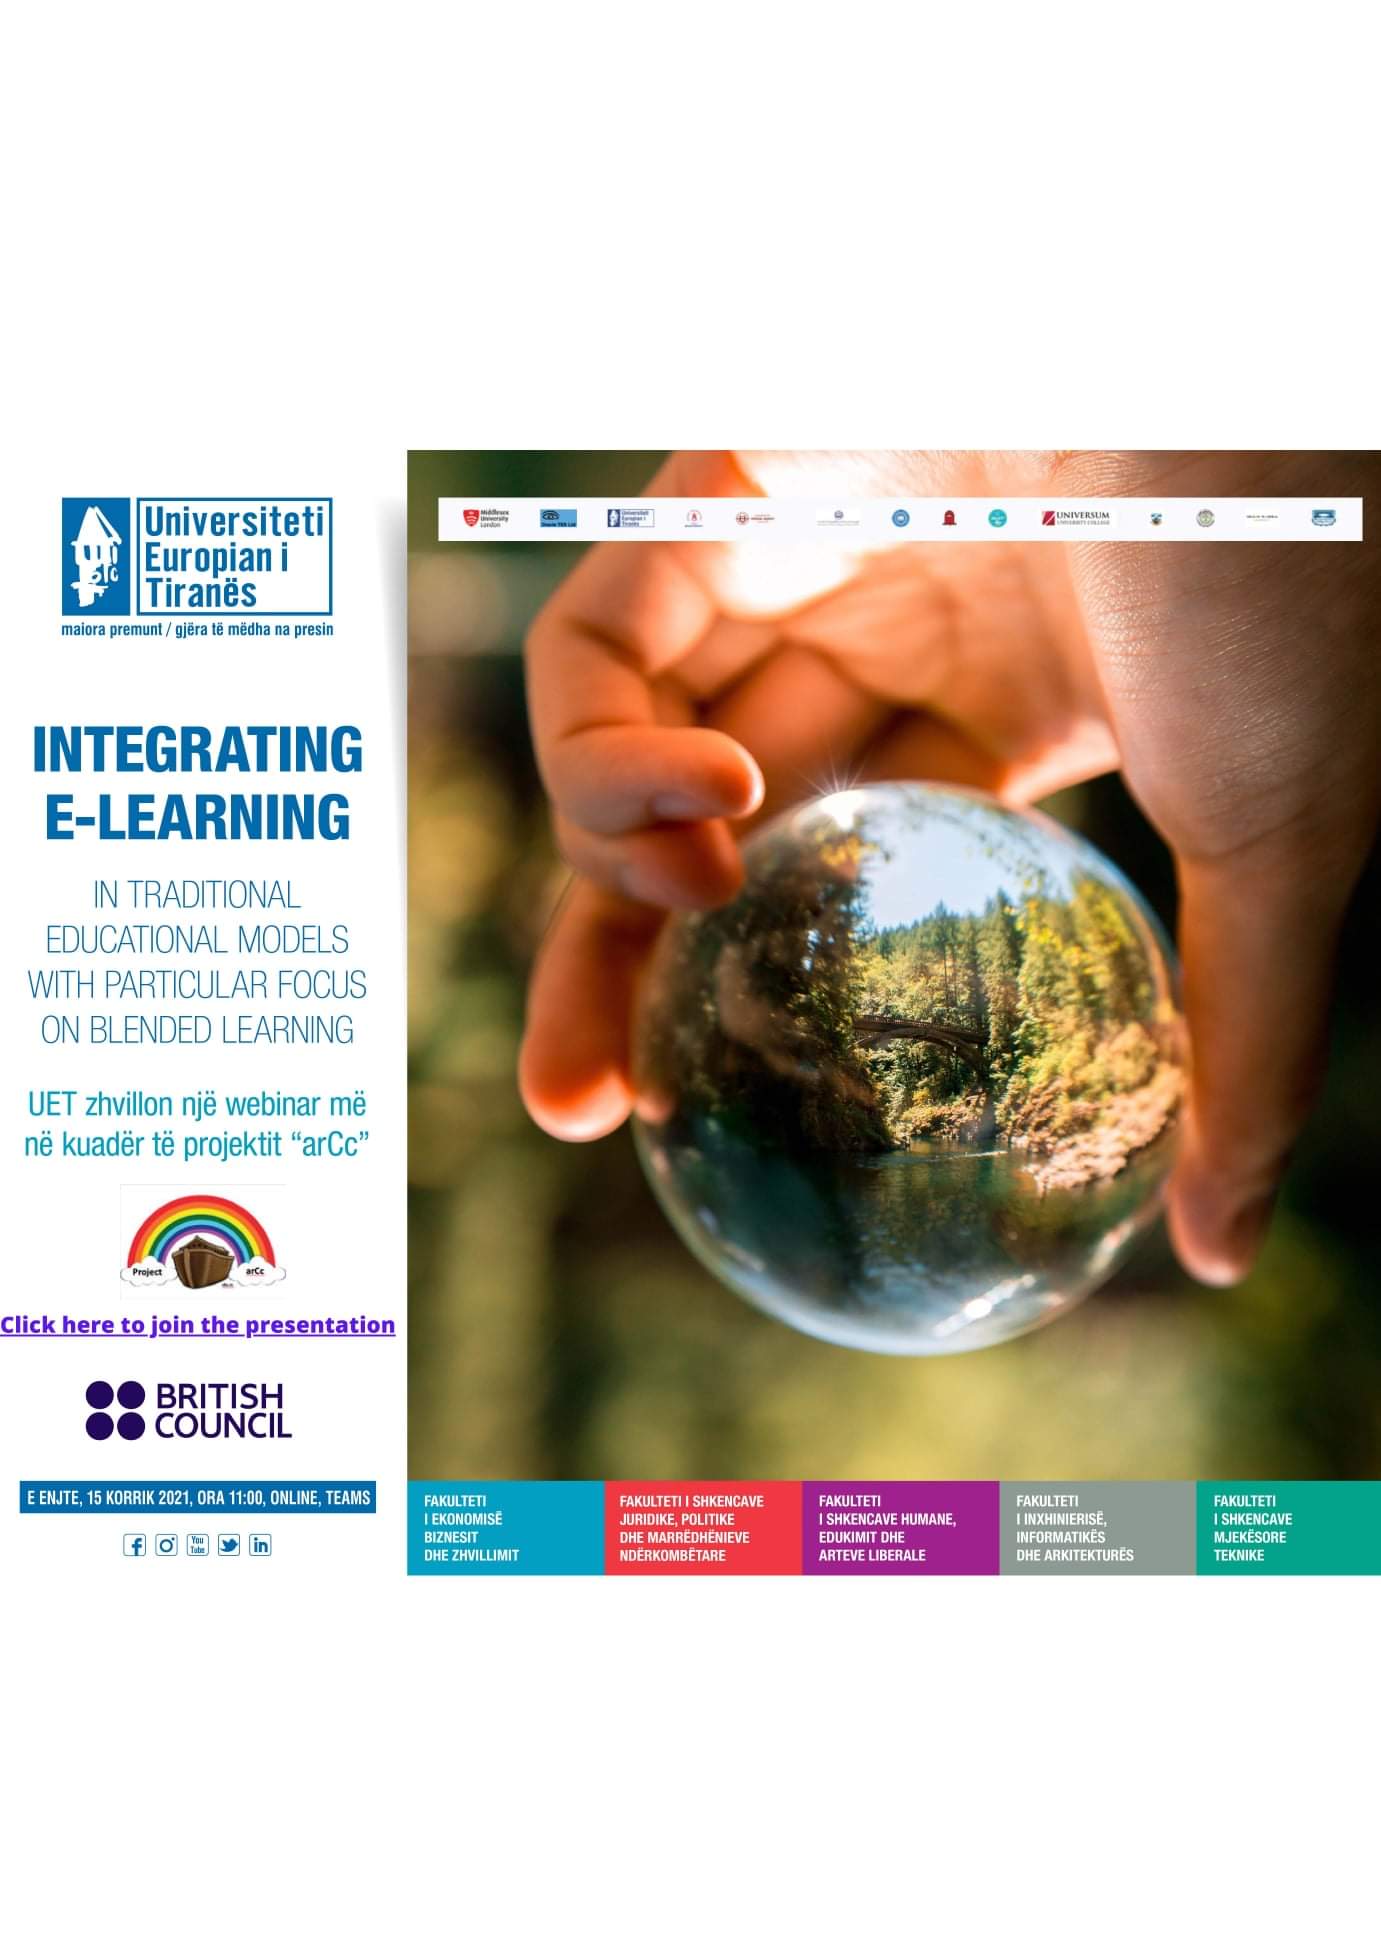 Universiteti
Europian i
Tiranës
maiora premunt / gjëra të mëdha na presin
INTEGRATING
E-LEARNING
IN TRADITIONAL
EDUCATIONAL MODELS
WITH PARTICULAR FOCUS
ON BLENDED LEARNING
UET zhvillon një webinar më
në kuadër të projektit “arCc”
Project arCc
Click here to join the presentation
BRITISH
COUNCIL
E ENJTE, 15 KORRIK 2021, ORA 11:00, ONLINE, TEAMS
You
Tube
Middlesex
University
London
Universiteti
Europian i
Tiranës
UNIVERSUM
UNIVERSITY COLLEGE
FAKULTETI
I EKONOMISË
BIZNESIT
DHE ZHVILLIMIT
FAKULTETI I SHKENCAVE
JURIDIKE, POLITIKE
DHE MARRËDHËNIEVE
NDËRKOMBËTARE
FAKULTETI
I SHKENCAVE HUMANE,
EDUKIMIT DHE
ARTEVE LIBERALE
FAKULTETI
I INXHINIERISË,
INFORMATIKËS
DHE ARKITEKTURËS
FAKULTETI
I SHKENCAVE
MJEKËSORE
TEKNIKE